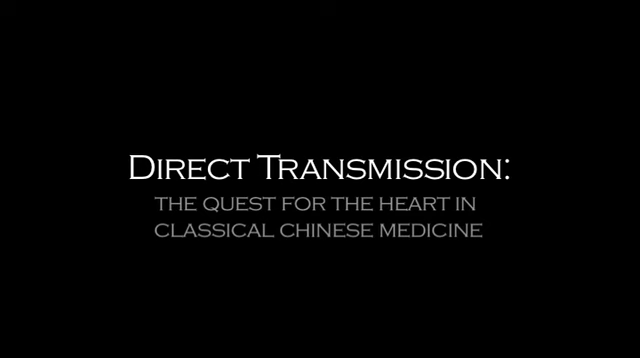 DIRECT TRANSMISSION:
THE QUEST FOR THE HEART IN
CLASSICAL CHINESE MEDICINE